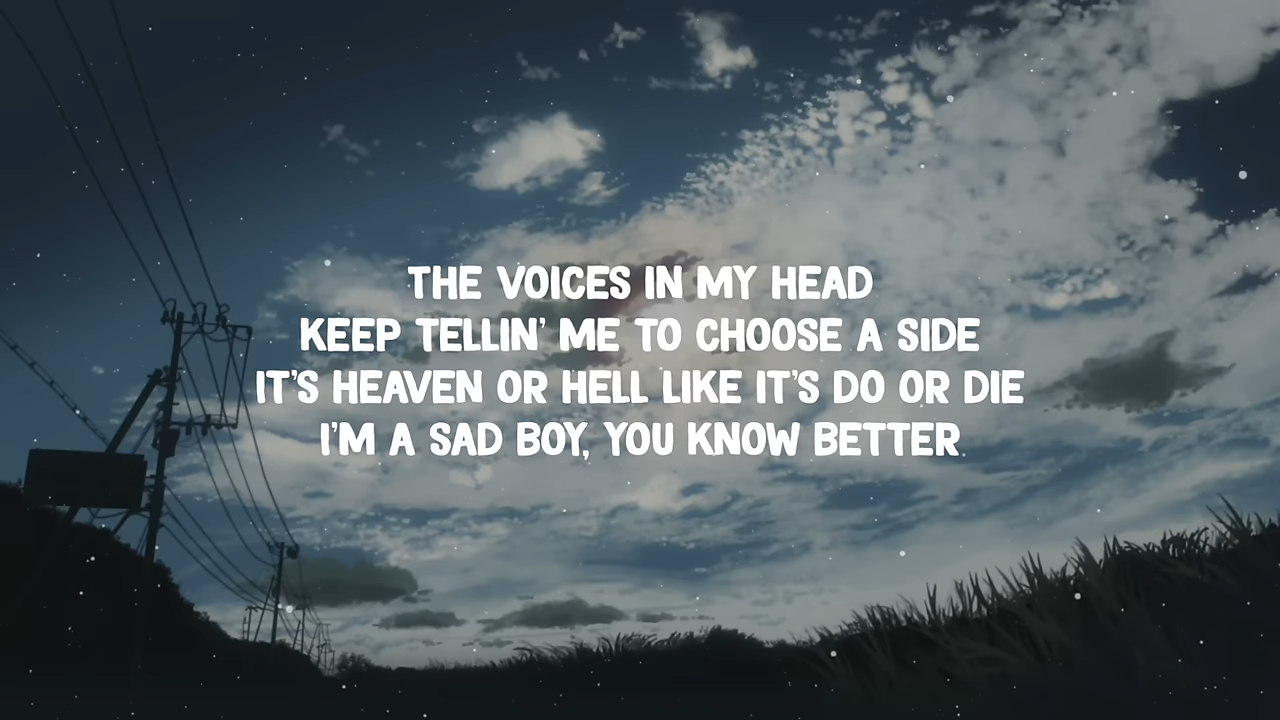 THE VOICES IN MY HEAD
KEEP TELLIN' ME TO CHOOSE A SIDE
IT'S HEAVEN OR HELL LIKE IT'S DO OR DIE
I'M A SAD BOY, YOU KNOW BETTER